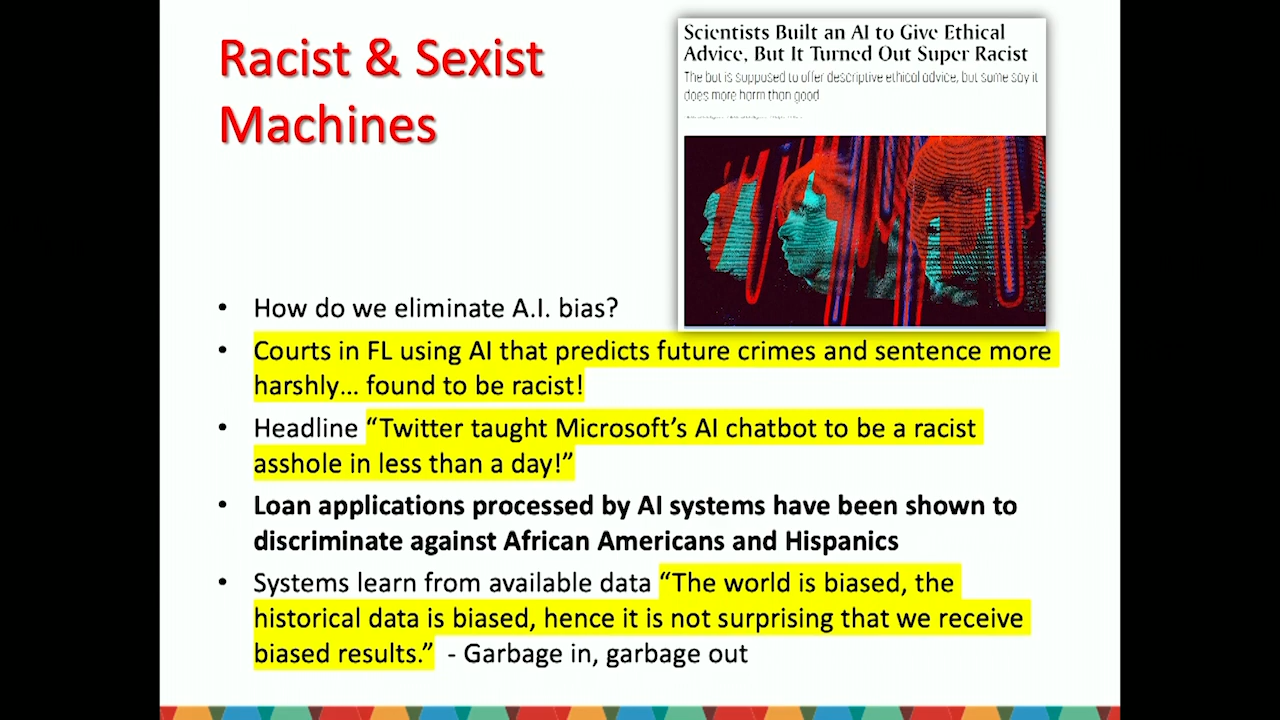 Racist & Sexist
Machines
Scientists Built an AI to Give Ethical
Advice, But It Turned Out Super Racist
The bot is supposed to offer descriptive ethical advice, but some say it
does more harm than good
• How do we eliminate A.I. bias?
• Courts in FL using AI that predicts future crimes and sentence more
harshly... found to be racist!
• Headline “Twitter taught Microsoft’s AI chatbot to be a racist
asshole in less than a day!”
• Loan applications processed by AI systems have been shown to
discriminate against African Americans and Hispanics
• Systems learn from available data “The world is biased, the
historical data is biased, hence it is not surprising that we receive
biased results.” - Garbage in, garbage out